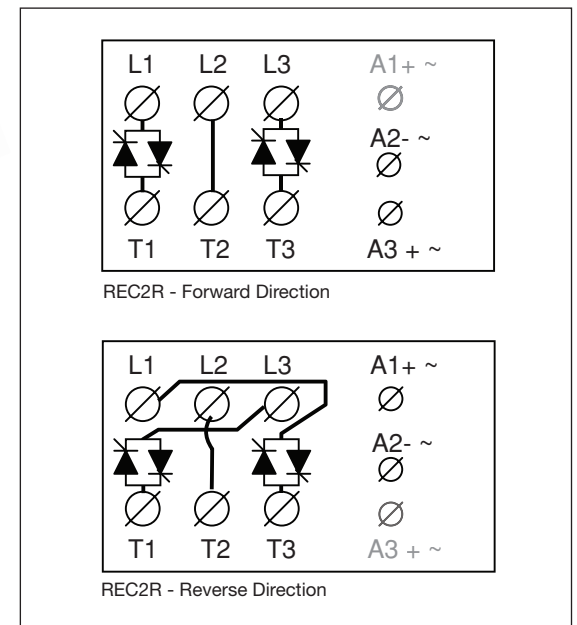 L1 L2 L3 A1+ ~
A2- ~
T1 T2 T3 A3 + ~
REC2R - Forward Direction
L1 L2 L3 A1+ ~
A2- ~
T1 T2 T3 A3 + ~
REC2R - Reverse Direction